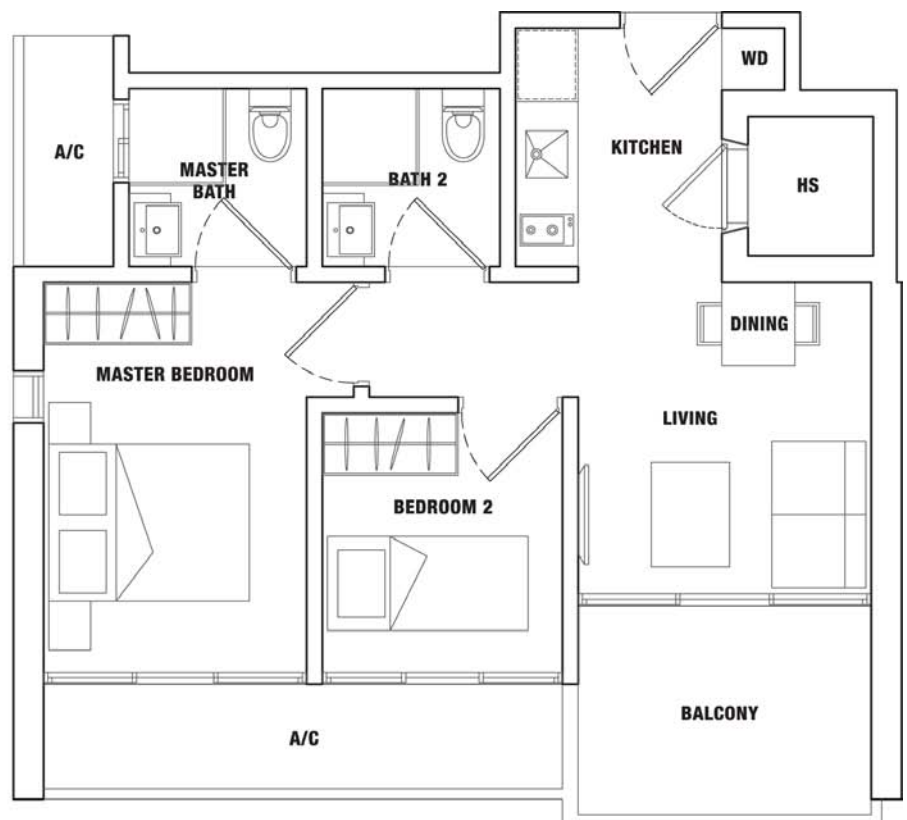 WD
KITCHEN
A/C
MASTER
BATH
BATH 2
HS
DINING
MASTER BEDROOM
LIVING
BEDROOM 2
BALCONY
A/C